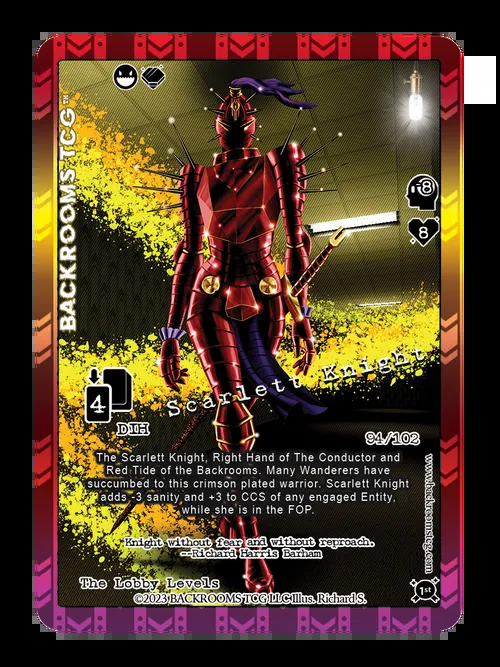 BACKROOMS TCG™
8
8
Scarlett Knight
4
DIH
94/102
The Scarlett Knight, Right Hand of The Conductor and
Red Tide of the Backrooms. Many Wanderers have
succumbed to this crimson plated warrior. Scarlett Knight
adds -3 sanity and +3 to CCS of any engaged Entity,
while she is in the FOP.
Knight without fear and without reproach.
--Richard Harris Barham
www.backroomstcg.com
The Lobby Levels
1st
©2023 BACKROOMS TCG LLC Illus. Richard S.